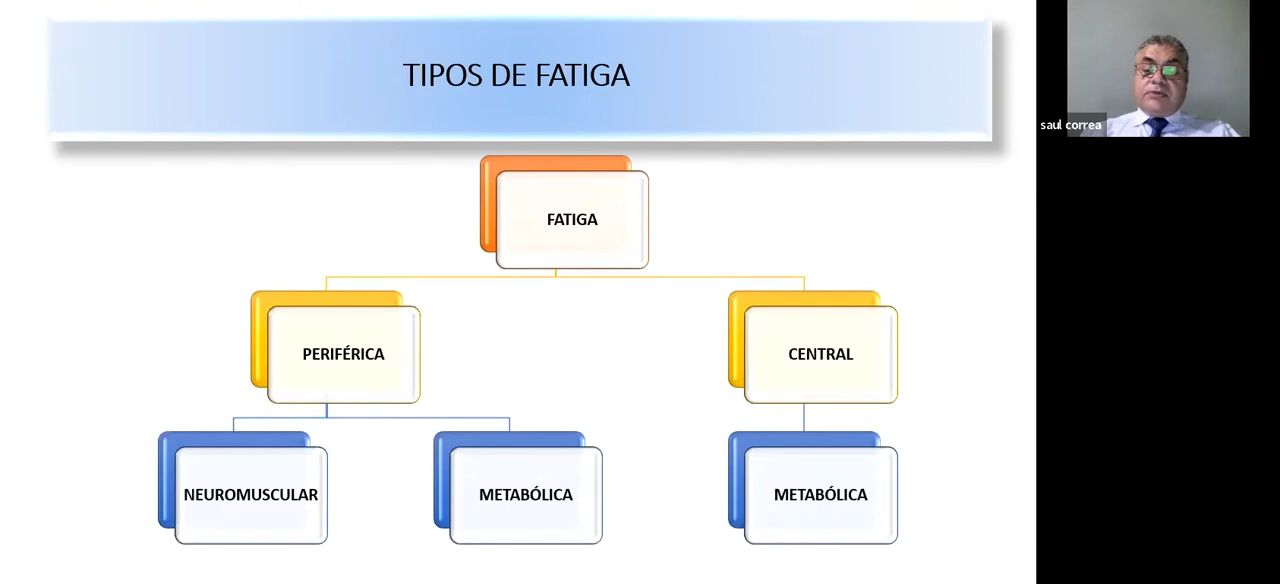 TIPOS DE FATIGA
saul correa
FATIGA
PERIFÉRICA
CENTRAL
NEUROMUSCULAR
METABÓLICA
METABÓLICA